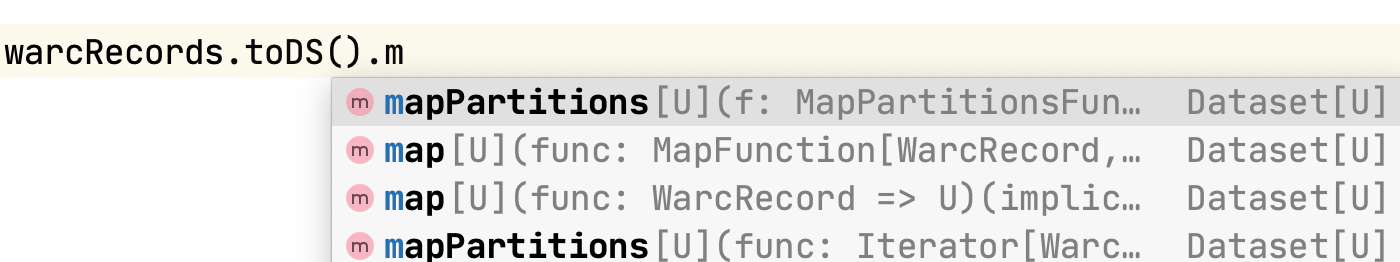 warcRecords.toDS().m
m mapPartitions[U](f: MapPartitionsFun… Dataset[U]
m map[U](func: MapFunction[WarcRecord,… Dataset[U]
m map[U](func: WarcRecord => U)(implic… Dataset[U]
m mapPartitions[U](func: Iterator[Warc… Dataset[U]